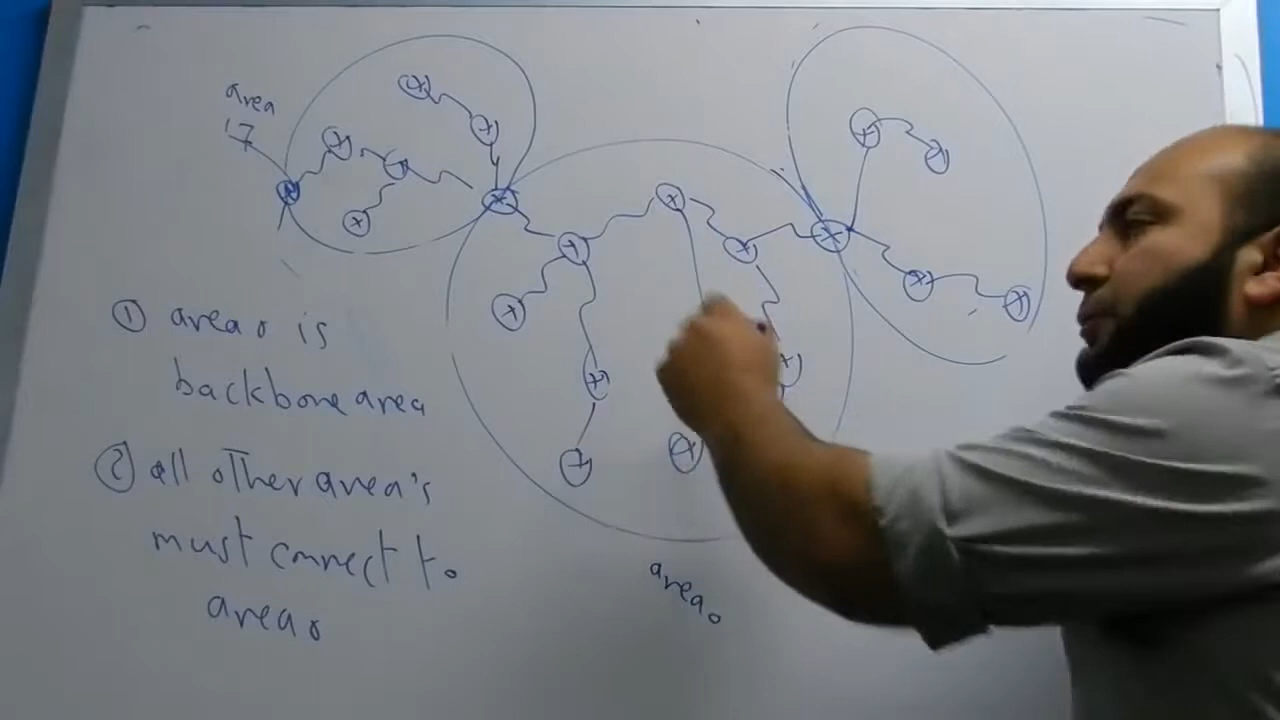 area
17
① area 0 is
backbone area
② all other area's
must connect to
area 0
area 0